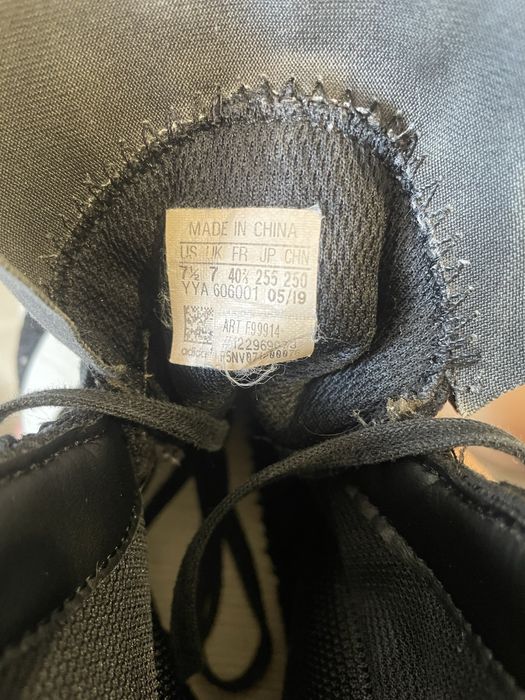 MADE IN CHINA
US UK FR JP CHN
7½ 7 40⅔ 255 250
YYA 606001 05/19
ART F99914
adidas